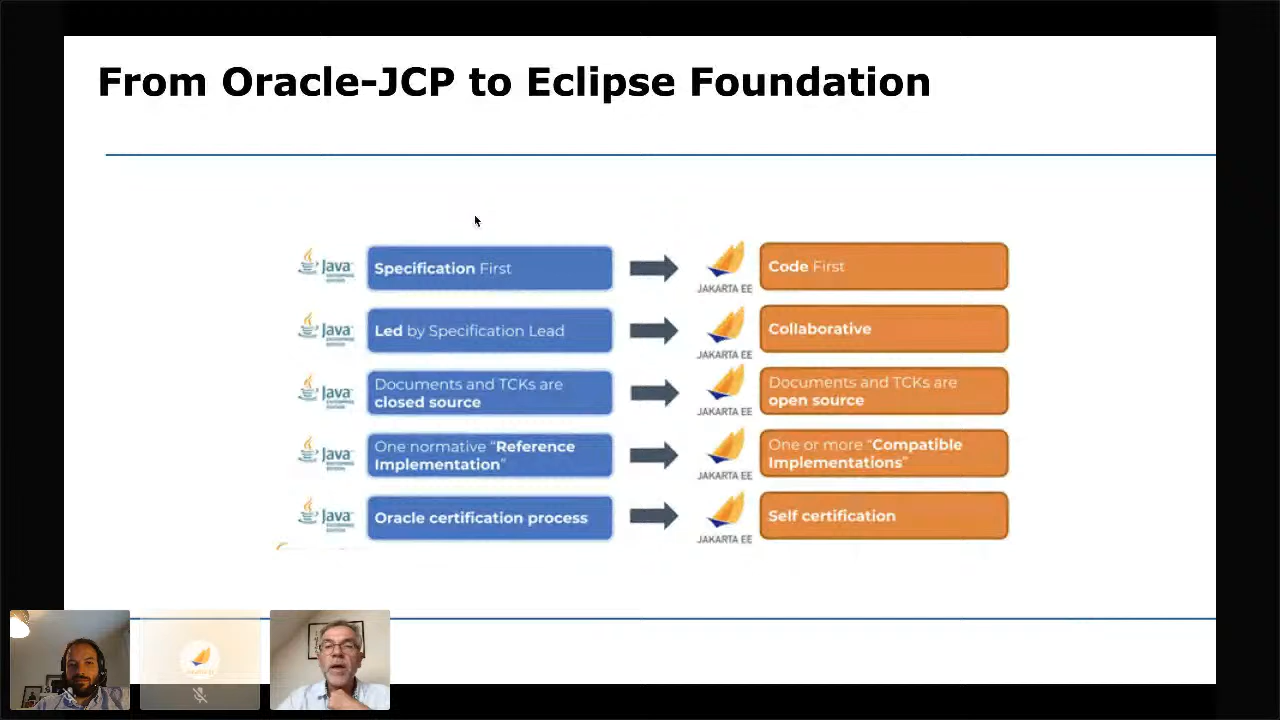 From Oracle-JCP to Eclipse Foundation
Java
Specification First
JAKARTA EE
Code First
Java
Led by Specification Lead
JAKARTA EE
Collaborative
Java
Documents and TCKs are
closed source
JAKARTA EE
Documents and TCKs are
open source
Java
One normative “Reference
Implementation”
JAKARTA EE
One or more “Compatible
Implementations”
Java
Oracle certification process
JAKARTA EE
Self certification